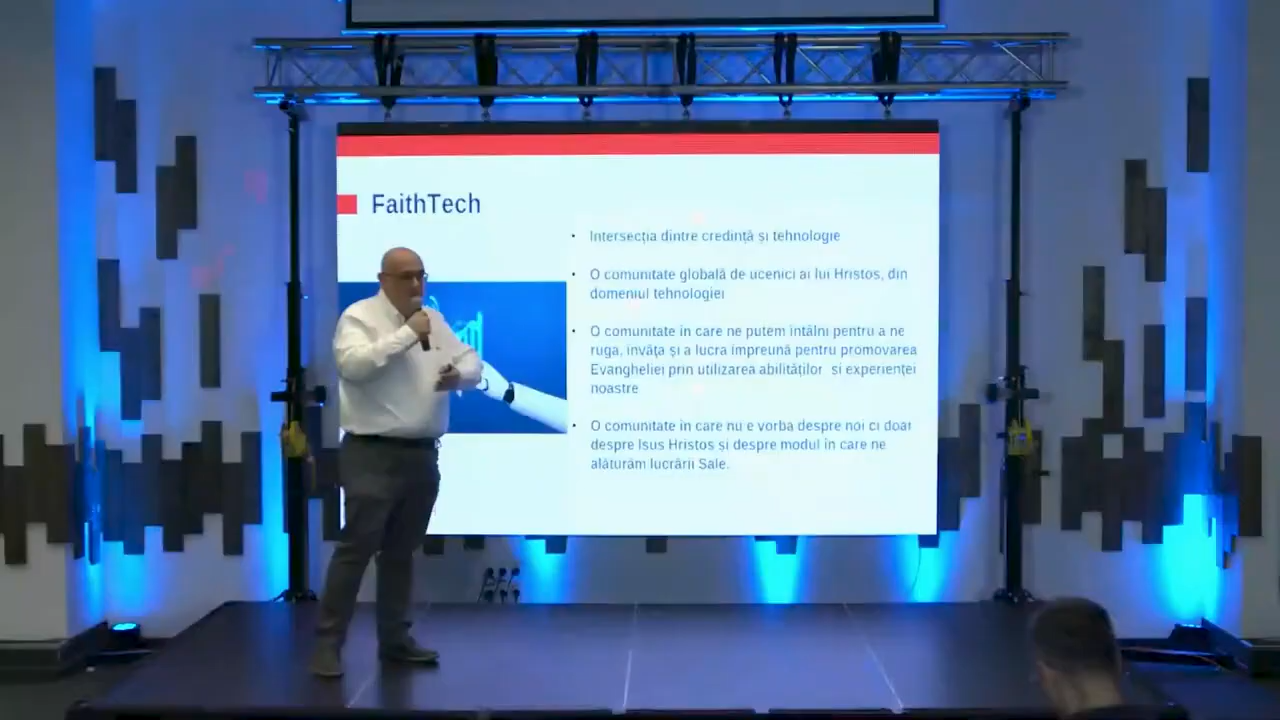 FaithTech
• Intersecția dintre credință și tehnologie
• O comunitate globală de ucenici ai lui Hristos, din
domeniul tehnologiei
• O comunitate în care ne putem întâlni pentru a ne
ruga, învăța și a lucra împreună pentru promovarea
Evangheliei prin utilizarea abilităților și experienței
noastre
• O comunitate în care nu e vorba despre noi ci doar
despre Isus Hristos și despre modul în care ne
alăturăm lucrării Sale.